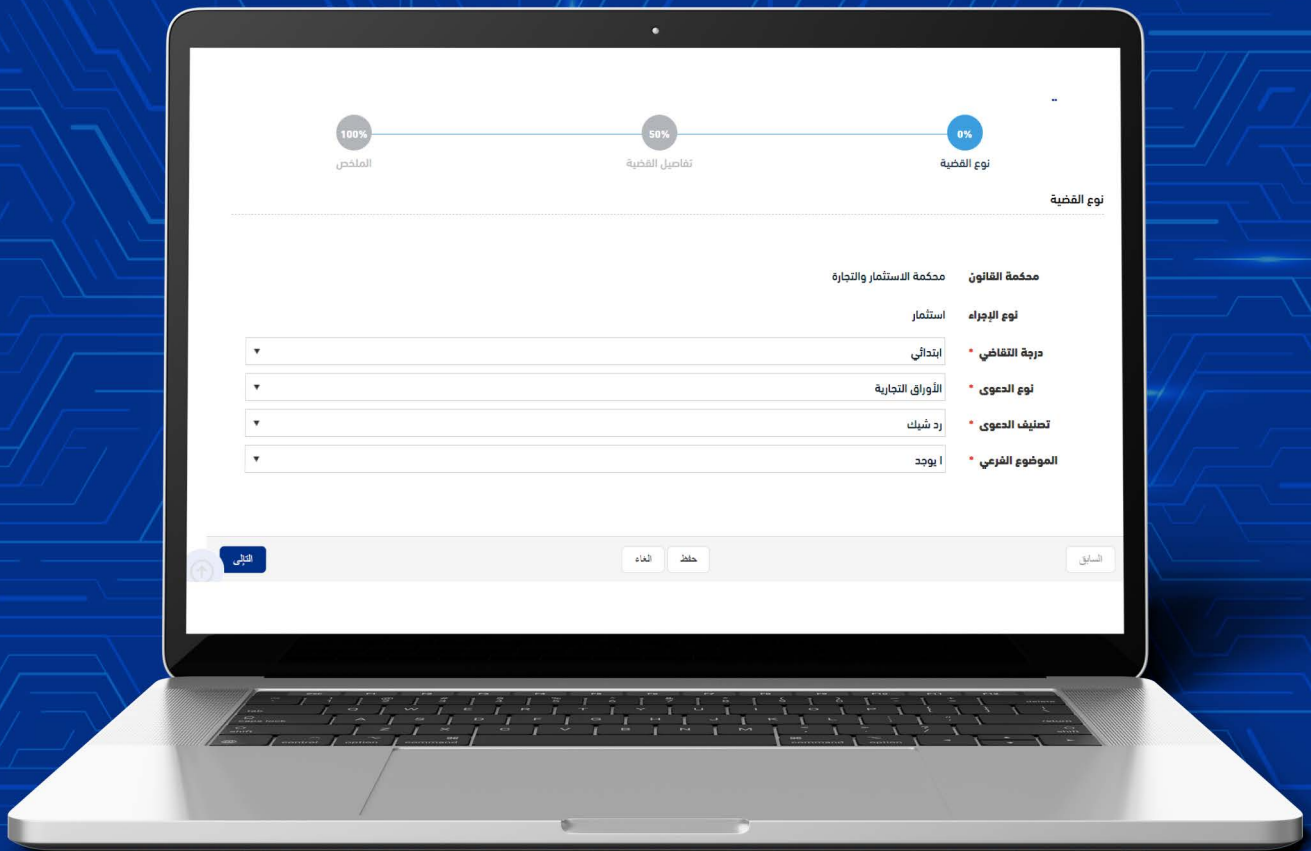 0% 50% 100%
نوع القضية تفاصيل القضية الملخص
نوع القضية
محكمة القانون محكمة الاستثمار والتجارة
نوع الإجراء استثمار
درجة التقاضي * ابتدائي
نوع الدعوى * الأوراق التجارية
تصنيف الدعوى * رد شيك
الموضوع الفرعي * ا يوجد
السابق حفظ الغاء التالى